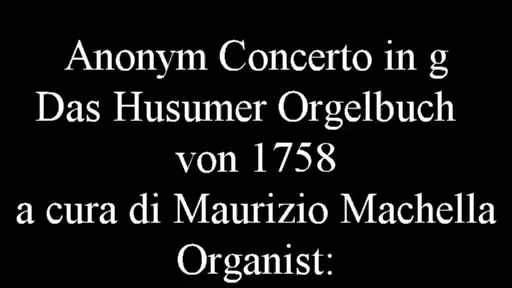 Anonym Concerto in g
Das Husumer Orgelbuch
von 1758
a cura di Maurizio Machella
Organist: